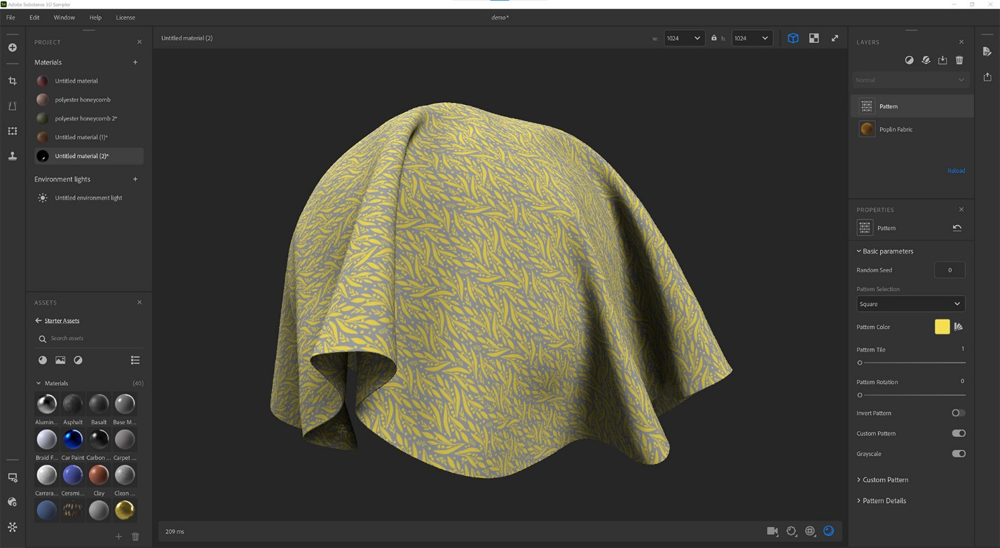 Adobe Substance 3D Sampler
File Edit Window Help License
demo*
PROJECT
Materials
Untitled material
polyester honeycomb
polyester honeycomb 2*
Untitled material (1)*
Untitled material (2)*
Environment lights
Untitled environment light
ASSETS
Starter Assets
Search assets
Materials (40)
Alumin... Asphalt Basalt Base M...
Braid F... Car Paint Carbon ... Carpet ...
Carrara... Cerami... Clay Clean ...
Untitled material (2)
w: 1024 h: 1024
209 ms
LAYERS
Normal
Pattern
Poplin Fabric
Reload
PROPERTIES
Pattern
Basic parameters
Random Seed 0
Pattern Selection
Square
Pattern Color
Pattern Tile 1
Pattern Rotation 0
Invert Pattern
Custom Pattern
Grayscale
Custom Pattern
Pattern Details